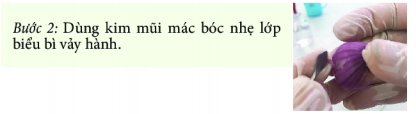 Bước 2: Dùng kim mũi mác bóc nhẹ lớp
biểu bì vảy hành.